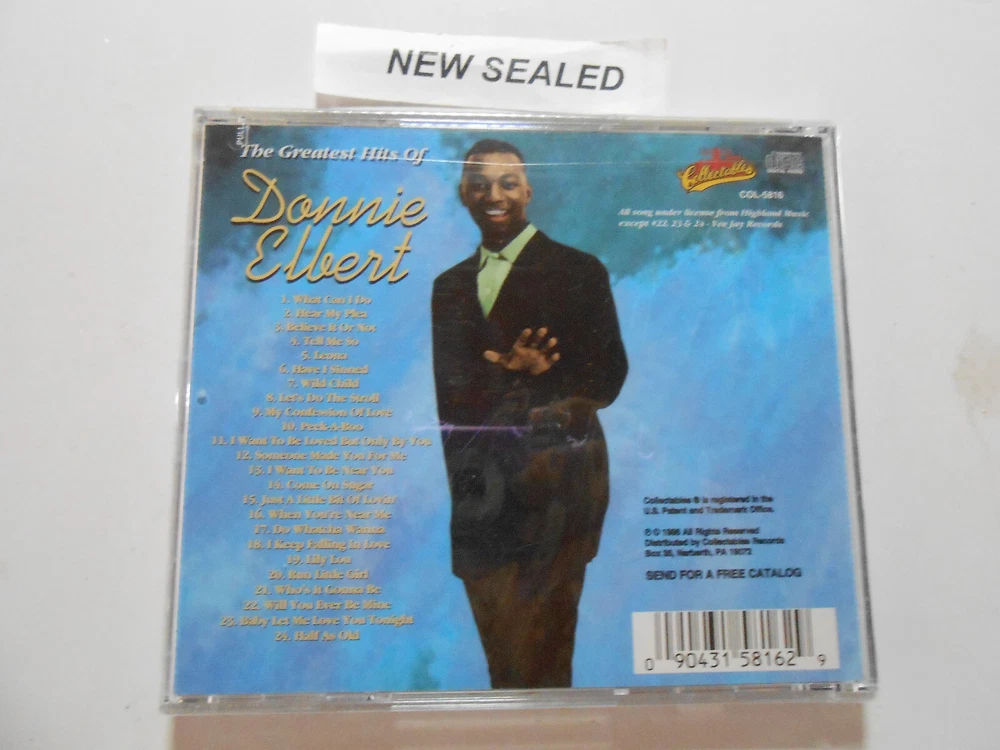 NEW SEALED
PULL
The Greatest Hits Of
Donnie
Elbert
1. What Can I Do
2. Hear My Plea
3. Believe It Or Not
4. Tell Me So
5. Leona
6. Have I Sinned
7. Wild Child
8. Let's Do The Stroll
9. My Confession Of Love
10. Peek-A-Boo
11. I Want To Be Loved But Only By You
12. Someone Made You For Me
13. I Want To Be Near You
14. Come On Sugar
15. Just A Little Bit Of Lovin'
16. When You're Near Me
17. Do Whatcha Wanna
18. I Keep Falling In Love
19. Lily Lou
20. Run Little Girl
21. Who's It Gonna Be
22. Will You Ever Be Mine
23. Baby Let Me Love You Tonight
24. Half As Old
Collectables
COL-5816
All song under license from Highland Music
except #22, 23 & 24 - Vee Jay Records
Collectables ® is registered in the
U.S. Patent and Trademark Office.
℗ © 1998 All Rights Reserved
Distributed by Collectables Records
Box 35, Narberth, PA 19072
SEND FOR A FREE CATALOG
0 90431 58162 9